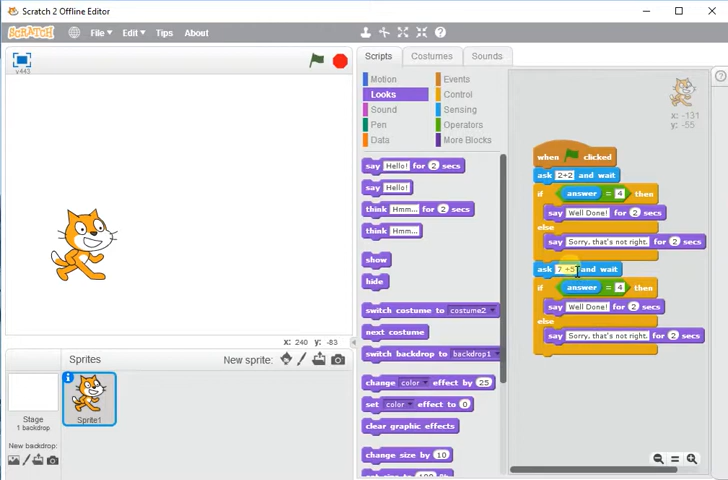 Scratch 2 Offline Editor
SCRATCH File Edit Tips About
v443
Scripts Costumes Sounds
Motion Events
Looks Control
Sound Sensing
Pen Operators
Data More Blocks
say Hello! for 2 secs
say Hello!
think Hmm... for 2 secs
think Hmm...
show
hide
switch costume to costume2
next costume
switch backdrop to backdrop1
change color effect by 25
set color effect to 0
clear graphic effects
change size by 10
x: -131
y: -55
when clicked
ask 2+2 and wait
if answer = 4 then
say Well Done! for 2 secs
else
say Sorry, that's not right. for 2 secs
ask 7 +5 and wait
if answer = 4 then
say Well Done! for 2 secs
else
say Sorry, that's not right. for 2 secs
x: 240 y: -83
Sprites New sprite:
Stage
1 backdrop
New backdrop:
Sprite1